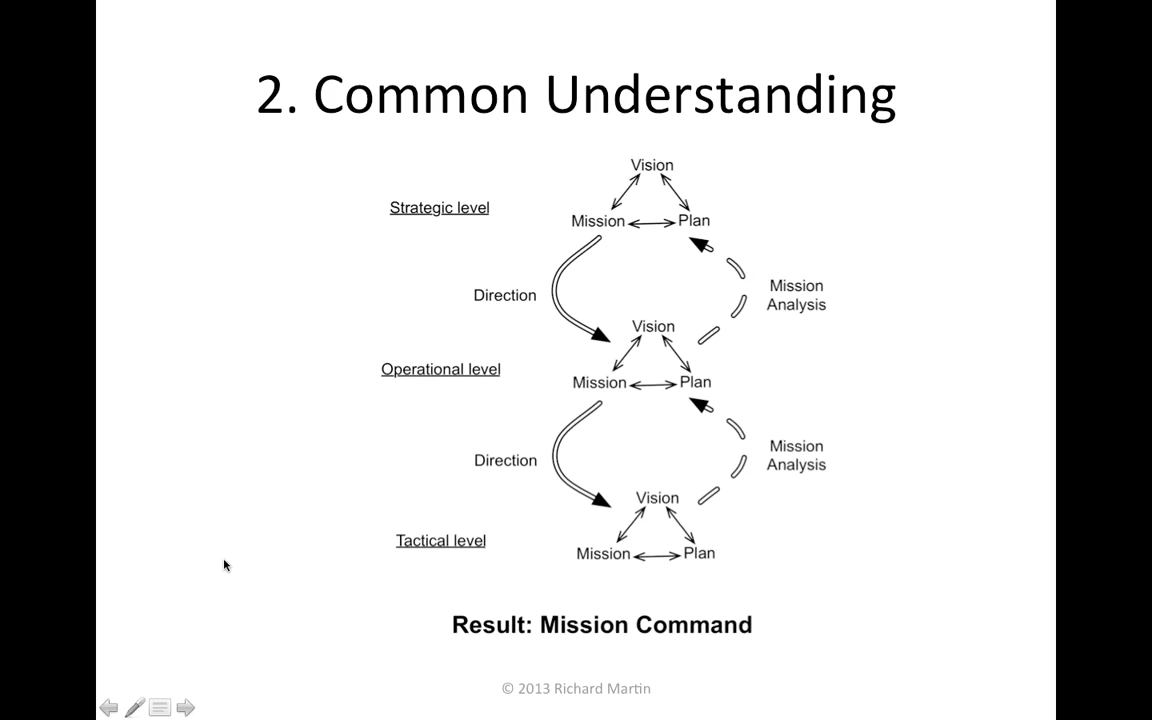 2. Common Understanding
Vision
Strategic level
Mission
Plan
Direction
Mission
Analysis
Vision
Operational level
Mission
Plan
Direction
Mission
Analysis
Vision
Tactical level
Mission
Plan
Result: Mission Command
© 2013 Richard Martin